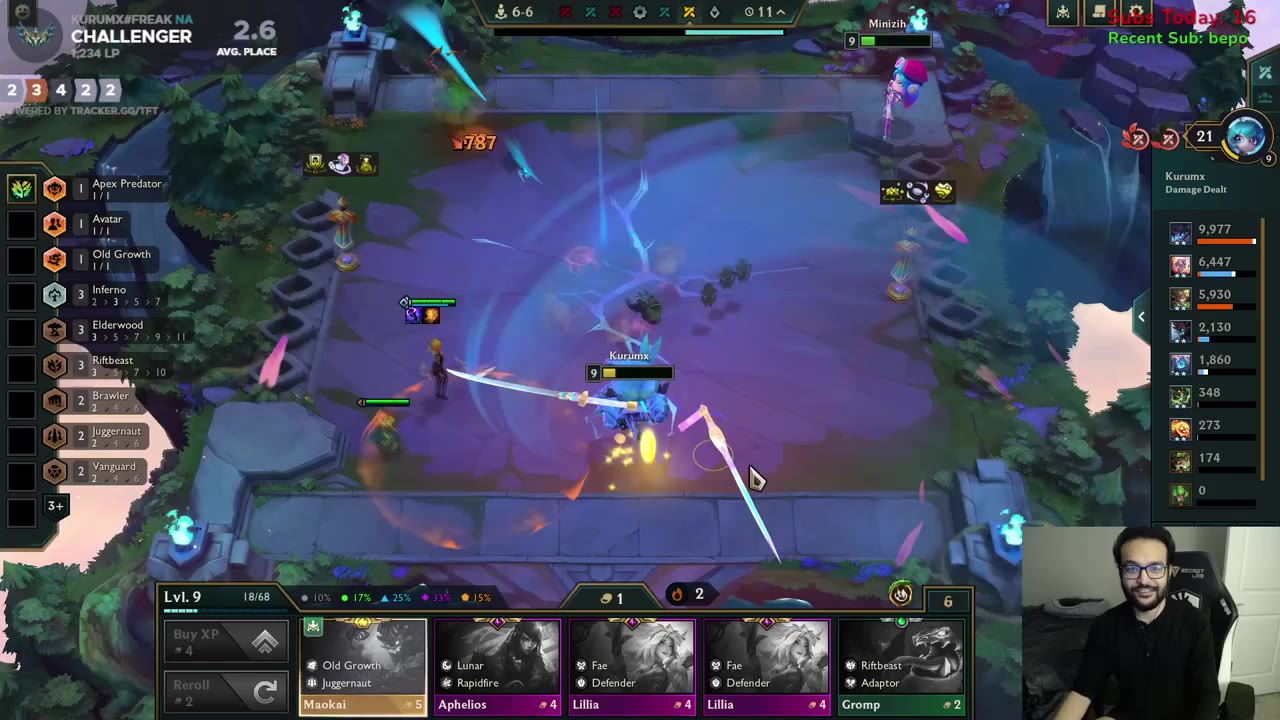 KURUMX#FREAK NA
CHALLENGER
1,234 LP
2.6
AVG. PLACE
2 3 4 2 2
WERED BY TRACKER.GG/TFT
6-6
11
Minizih
9
Subs Today: 16
Recent Sub: bepo
21
9
Kurumx
Damage Dealt
9,977
6,447
5,930
2,130
1,860
348
273
174
0
1 Apex Predator
1 / 1
1 Avatar
1 / 1
1 Old Growth
1 / 1
3 Inferno
2 > 3 > 5 > 7
3 Elderwood
3 > 5 > 7 > 9 > 11
3 Riftbeast
3 > 5 > 7 > 10
2 Brawler
2 > 4 > 6
2 Juggernaut
2 > 4 > 6
2 Vanguard
2 > 4 > 6
3+
787
Kurumx
9
Lvl. 9
18/68
10% 17% 25% 33% 15%
1
2
6
Buy XP
4
Reroll
2
Old Growth
Juggernaut
Maokai 5
Lunar
Rapidfire
Aphelios 4
Fae
Defender
Lillia 4
Fae
Defender
Lillia 4
Riftbeast
Adaptor
Gromp 2
SECRET
LAB